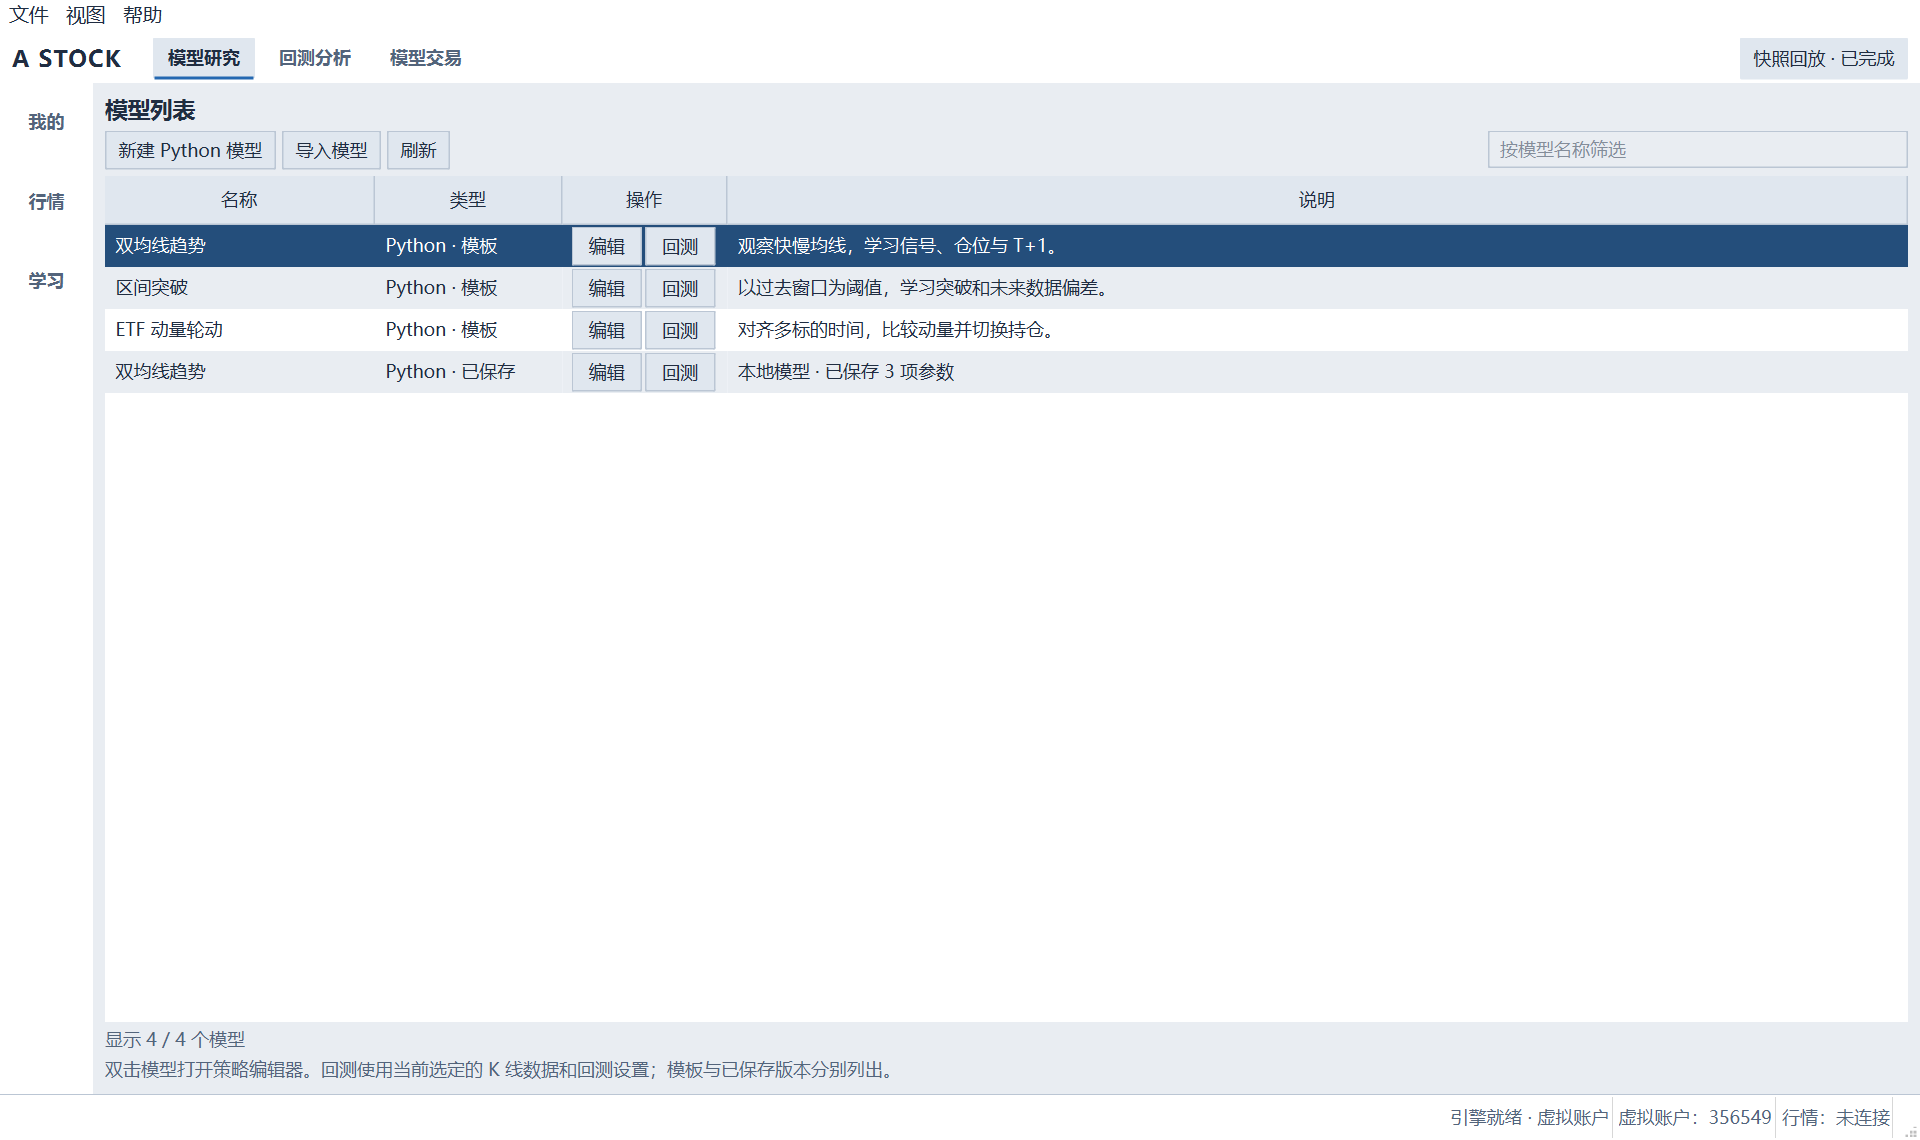 文件 视图 帮助
A STOCK 模型研究 回测分析 模型交易 快照回放 · 已完成
我的
行情
学习
模型列表
新建 Python 模型 导入模型 刷新 按模型名称筛选
名称 类型 操作 说明
双均线趋势 Python · 模板 编辑 回测 观察快慢均线，学习信号、仓位与 T+1。
区间突破 Python · 模板 编辑 回测 以过去窗口为阈值，学习突破和未来数据偏差。
ETF 动量轮动 Python · 模板 编辑 回测 对齐多标的时间，比较动量并切换持仓。
双均线趋势 Python · 已保存 编辑 回测 本地模型 · 已保存 3 项参数
显示 4 / 4 个模型
双击模型打开策略编辑器。回测使用当前选定的 K 线数据和回测设置；模板与已保存版本分别列出。
引擎就绪 · 虚拟账户 虚拟账户：356549 行情：未连接